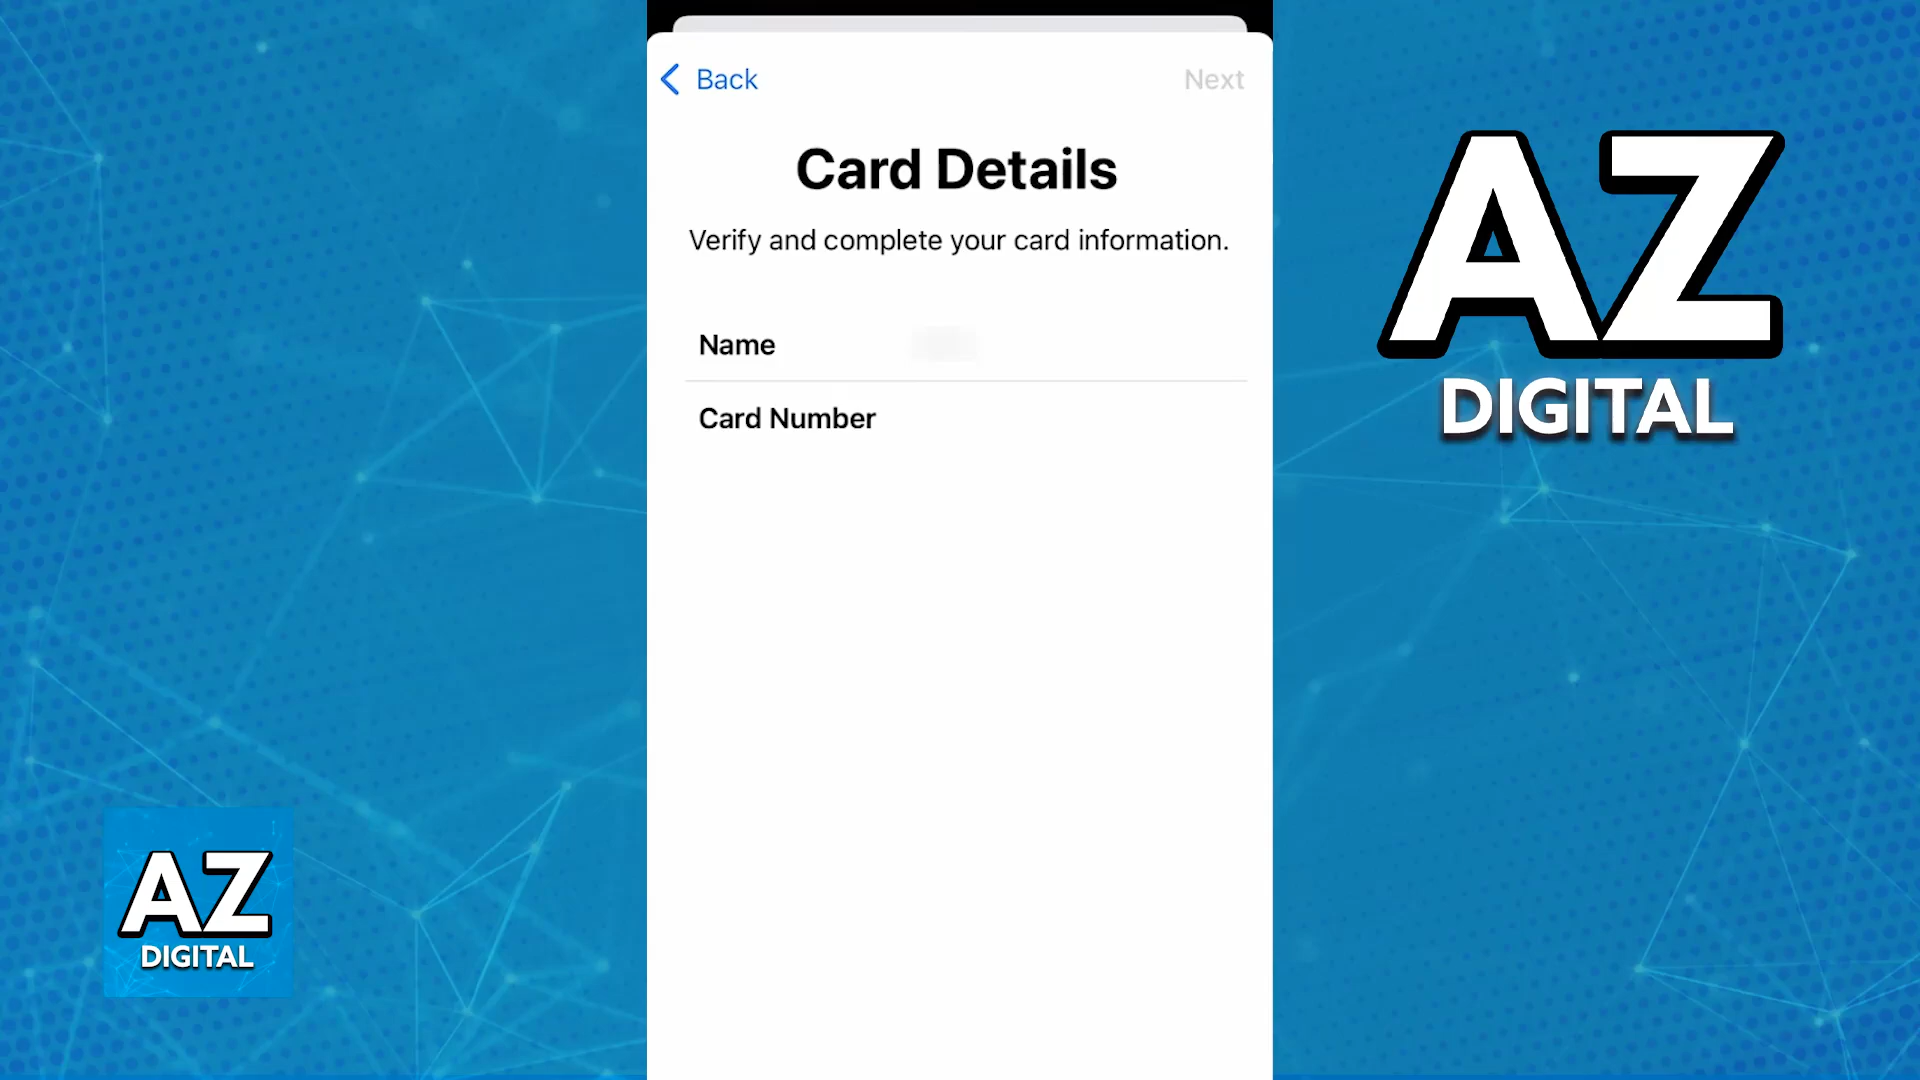 Back
Next
Card Details
Verify and complete your card information.
Name
Card Number
AZ
DIGITAL
AZ
DIGITAL